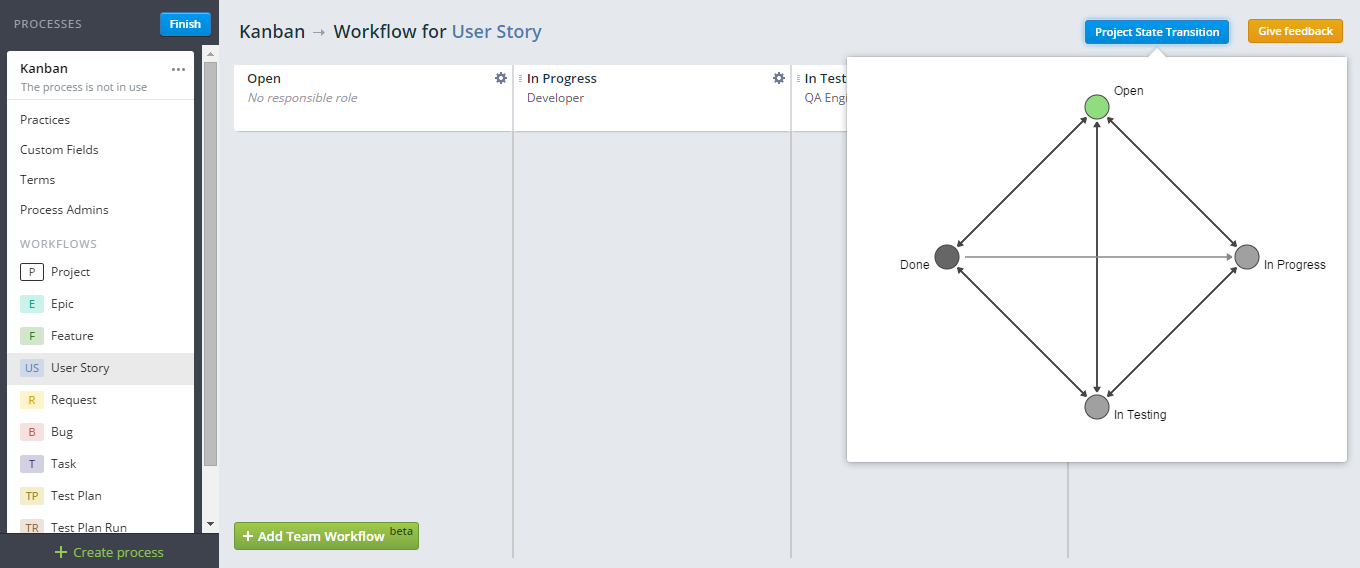 PROCESSES
Finish
Kanban
The process is not in use
Practices
Custom Fields
Terms
Process Admins
WORKFLOWS
P Project
E Epic
F Feature
US User Story
R Request
B Bug
T Task
TP Test Plan
TR Test Plan Run
+ Create process
Kanban → Workflow for User Story
Project State Transition
Give feedback
Open
No responsible role
In Progress
Developer
In Test
QA Engi
Open
Done
In Progress
In Testing
+ Add Team Workflow beta